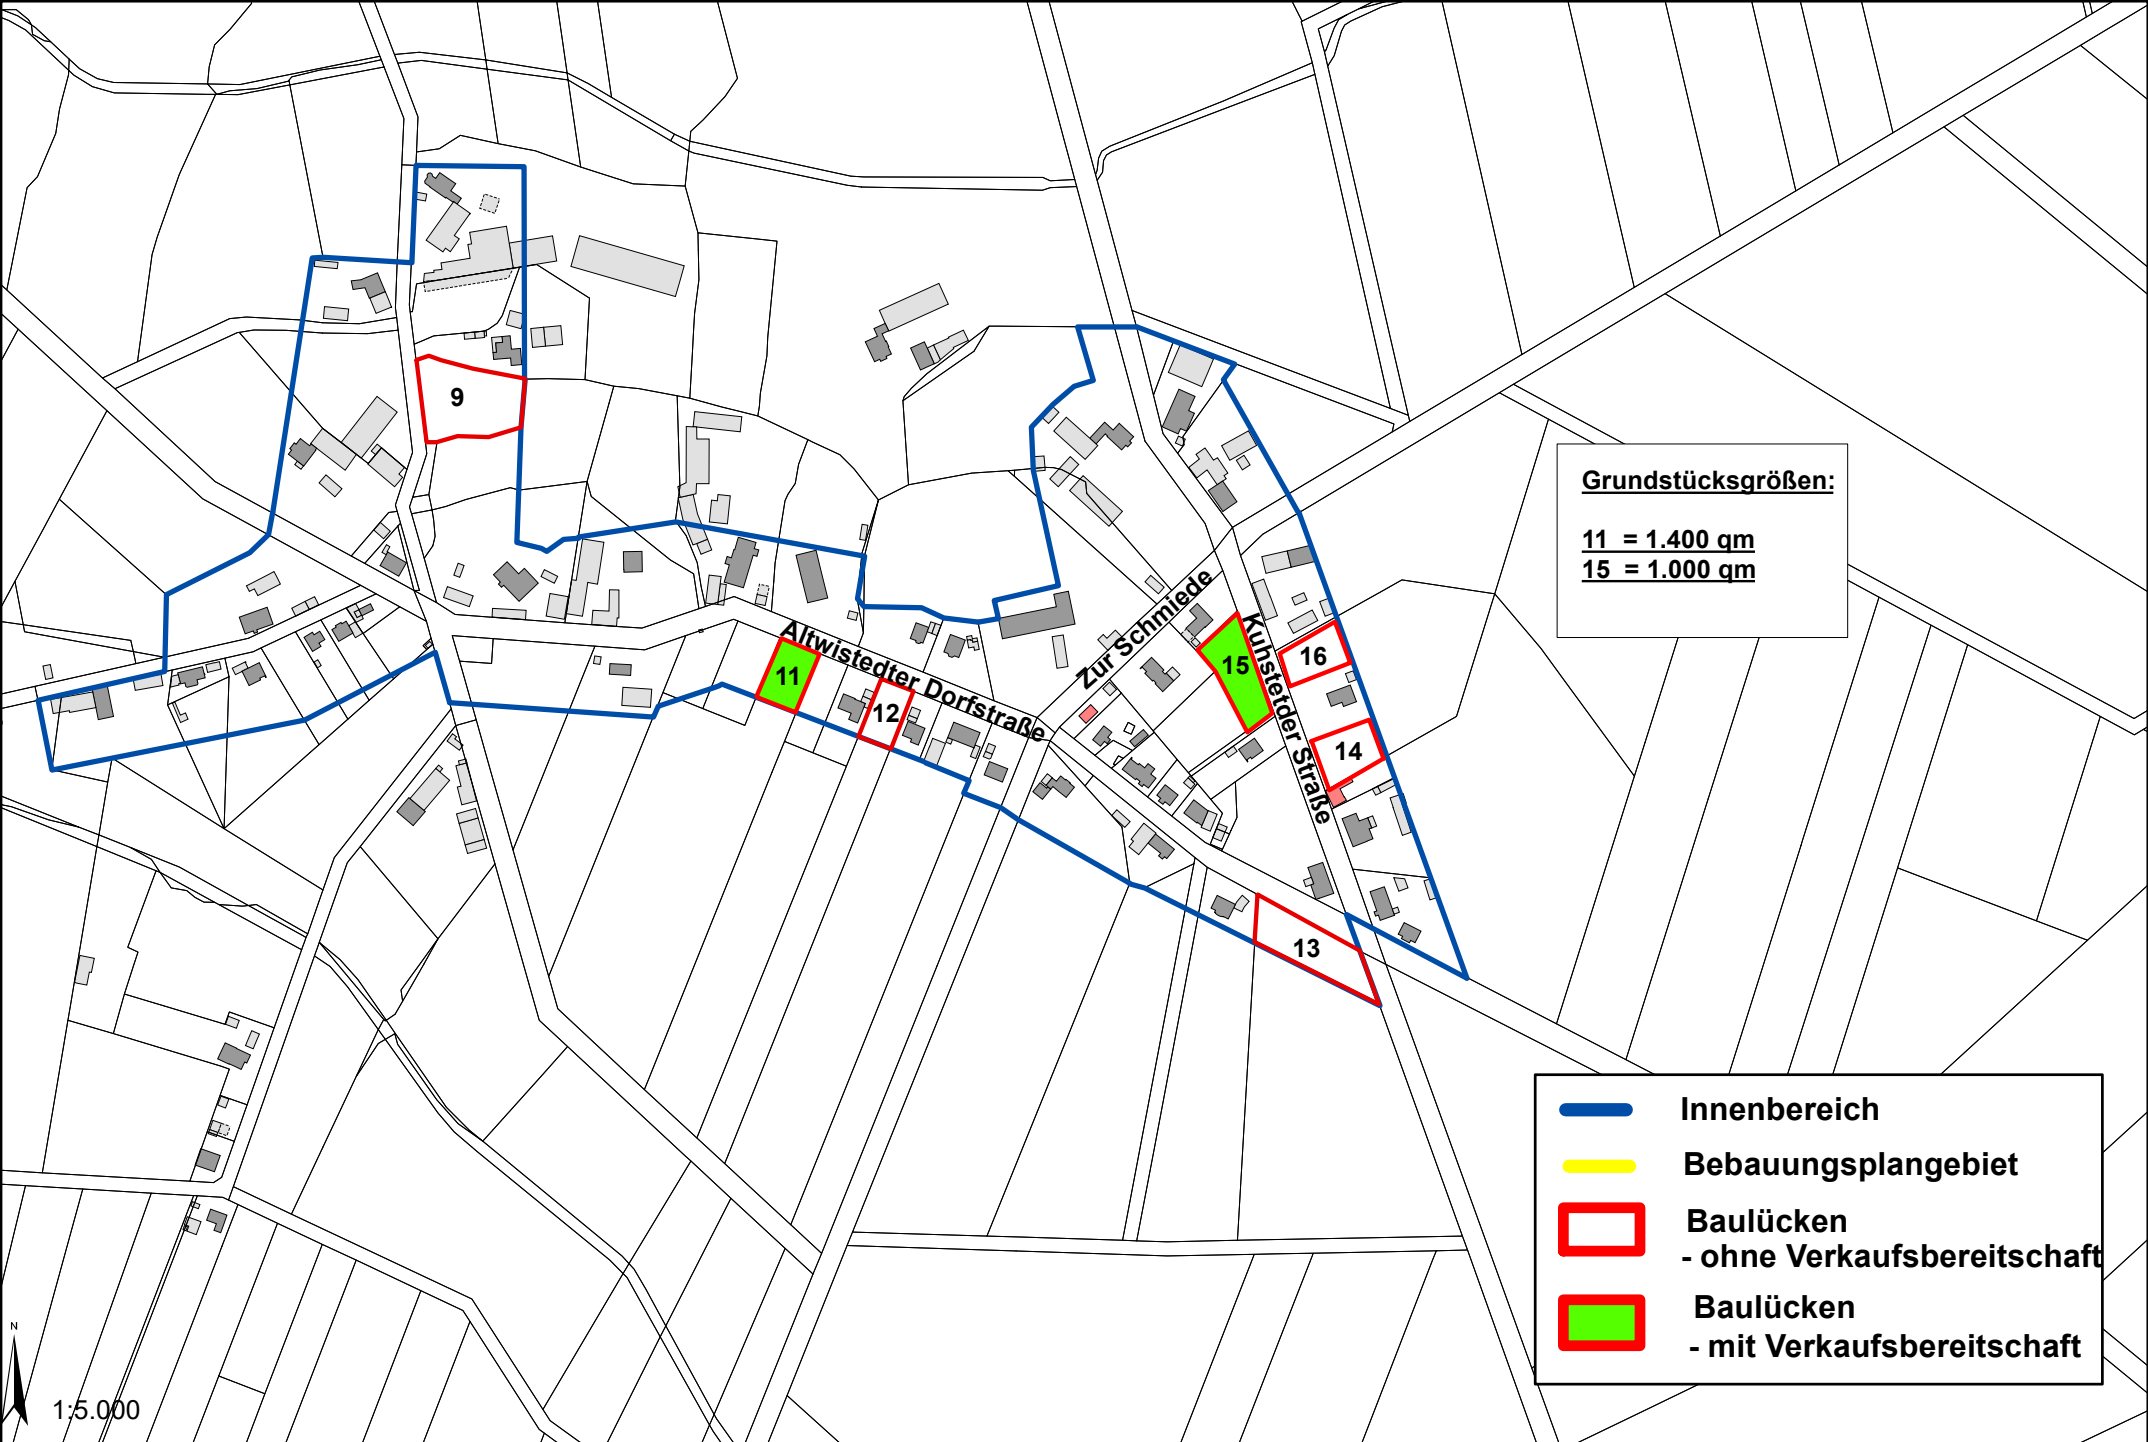 9
Grundstücksgrößen:
11 = 1.400 qm
15 = 1.000 qm
Zur Schmiede
Altwistedter Dorfstraße
Kuhstetder Straße
11
12
15
16
14
13
Innenbereich
Bebauungsplangebiet
Baulücken
- ohne Verkaufsbereitschaft
Baulücken
- mit Verkaufsbereitschaft
N
1:5.000